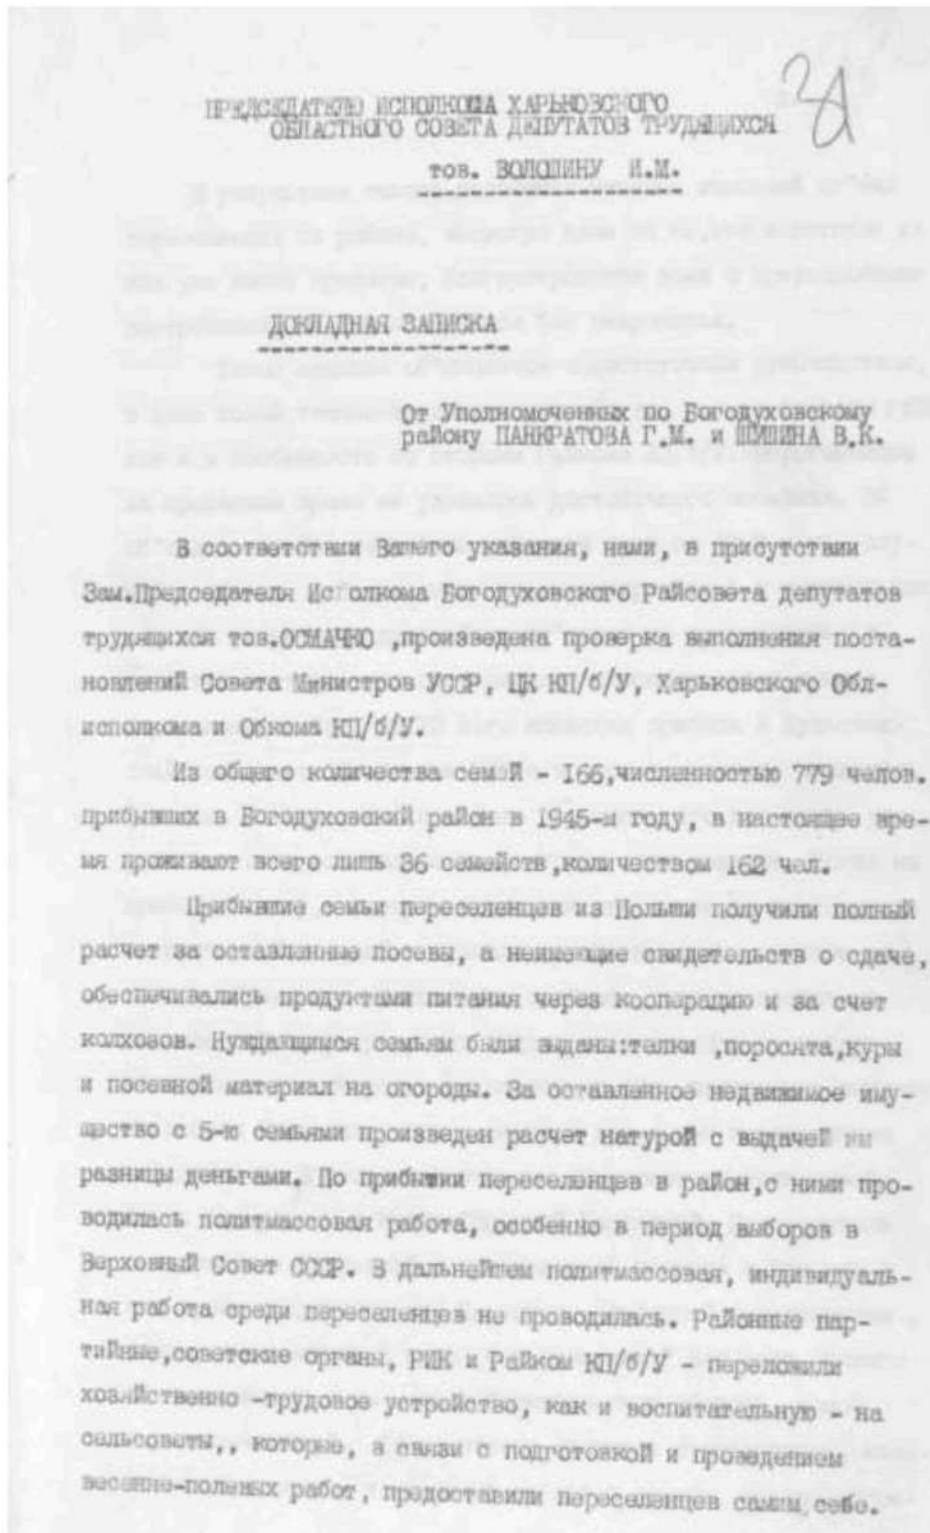 ПРЕДСЕДАТЕЛЮ ИСПОЛКОМА ХАРЬКОВСКОГО
ОБЛАСТНОГО СОВЕТА ДЕПУТАТОВ ТРУДЯЩИХСЯ
тов. ВОЛОШИНУ И.М.
ДОКЛАДНАЯ ЗАПИСКА
От Уполномоченных по Богодуховскому
району ПАНКРАТОВА Г.М. и ШИШИНА В.К.
В соответствии Вашего указания, нами, в присутствии
Зам.Председателя Ис олкома Богодуховского Райсовета депутатов
трудящихся тов.ОСМАЧКО ,произведена проверка выполнения поста-
новлений Совета Министров УССР, ЦК КП/б/У, Харьковского Обл-
исполкома и Обкома КП/б/У.
Из общего количества семей - 166,численностью 779 челов.
прибывших в Богодуховский район в 1945-м году, в настоящее вре-
мя проживают всего лишь 36 семейств,количеством 162 чел.
Прибывшие семьи переселенцев из Польши получили полный
расчет за оставленные посевы, а неимеющие свидетельств о сдаче,
обеспечивались продуктами питания через кооперацию и за счет
колхозов. Нуждающимся семьям были выданы:телки ,поросята,куры
и посевной материал на огороды. За оставленное недвижимое иму-
щество с 5-ю семьями произведен расчет натурой с выдачей им
разницы деньгами. По прибытии переселенцев в район,с ними про-
водилась политмассовая работа, особенно в период выборов в
Верховный Совет СССР. В дальнейшем политмассовая, индивидуаль-
ная работа среди переселенцев не проводилась. Районные пар-
тийные,советские органы, РИК и Райком КП/б/У - переложили
хозяйственно -трудовое устройство, как и воспитательную - на
сельсоветы,, которые, в связи с подготовкой и проведением
весенне-полевых работ, предоставили переселенцев самим себе.